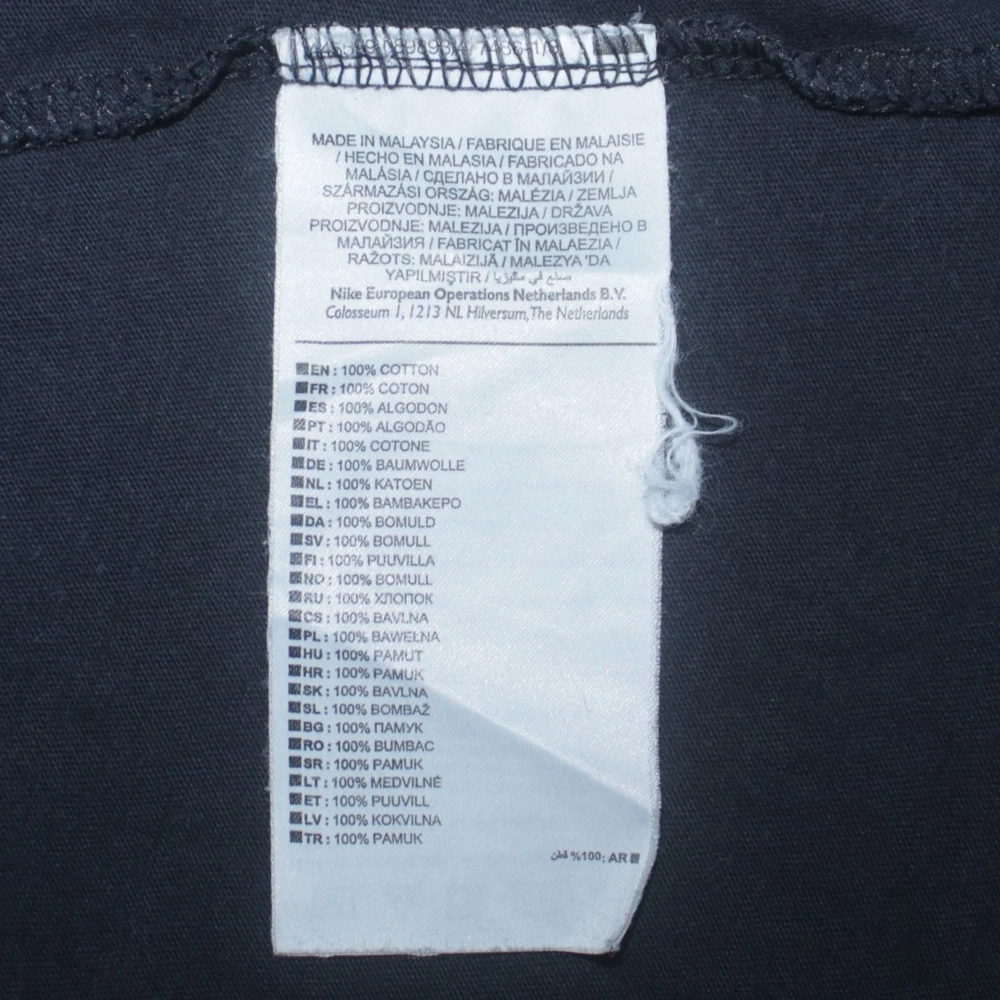 MADE IN MALAYSIA / FABRIQUE EN MALAISIE
/ HECHO EN MALASIA / FABRICADO NA
MALÁSIA / СДЕЛАНО В МАЛАЙЗИИ /
SZÁRMAZÁSI ORSZÁG: MALÉZIA / ZEMLJA
PROIZVODNJE: MALEZIJA / DRŽAVA
PROIZVODNJE: MALEZIJA / ПРОИЗВЕДЕНО В
МАЛАЙЗИЯ / FABRICAT ÎN MALAEZIA /
RAŽOTS: MALAIZIJĀ / MALEZYA 'DA
YAPILMIŞTIR / صنع في ماليزيا
Nike European Operations Netherlands B.V.
Colosseum 1, 1213 NL Hilversum, The Netherlands
EN : 100% COTTON
FR : 100% COTON
ES : 100% ALGODON
PT : 100% ALGODÃO
IT : 100% COTONE
DE : 100% BAUMWOLLE
NL : 100% KATOEN
EL : 100% ΒΑΜΒΑΚΕΡΟ
DA : 100% BOMULD
SV : 100% BOMULL
FI : 100% PUUVILLA
NO : 100% BOMULL
RU : 100% ХЛОПОК
CS : 100% BAVLNA
PL : 100% BAWEŁNA
HU : 100% PAMUT
HR : 100% PAMUK
SK : 100% BAVLNA
SL : 100% BOMBAŽ
BG : 100% ПАМУК
RO : 100% BUMBAC
SR : 100% PAMUK
LT : 100% MEDVILNĖ
ET : 100% PUUVILL
LV : 100% KOKVILNA
TR : 100% PAMUK
قطن %100 : AR